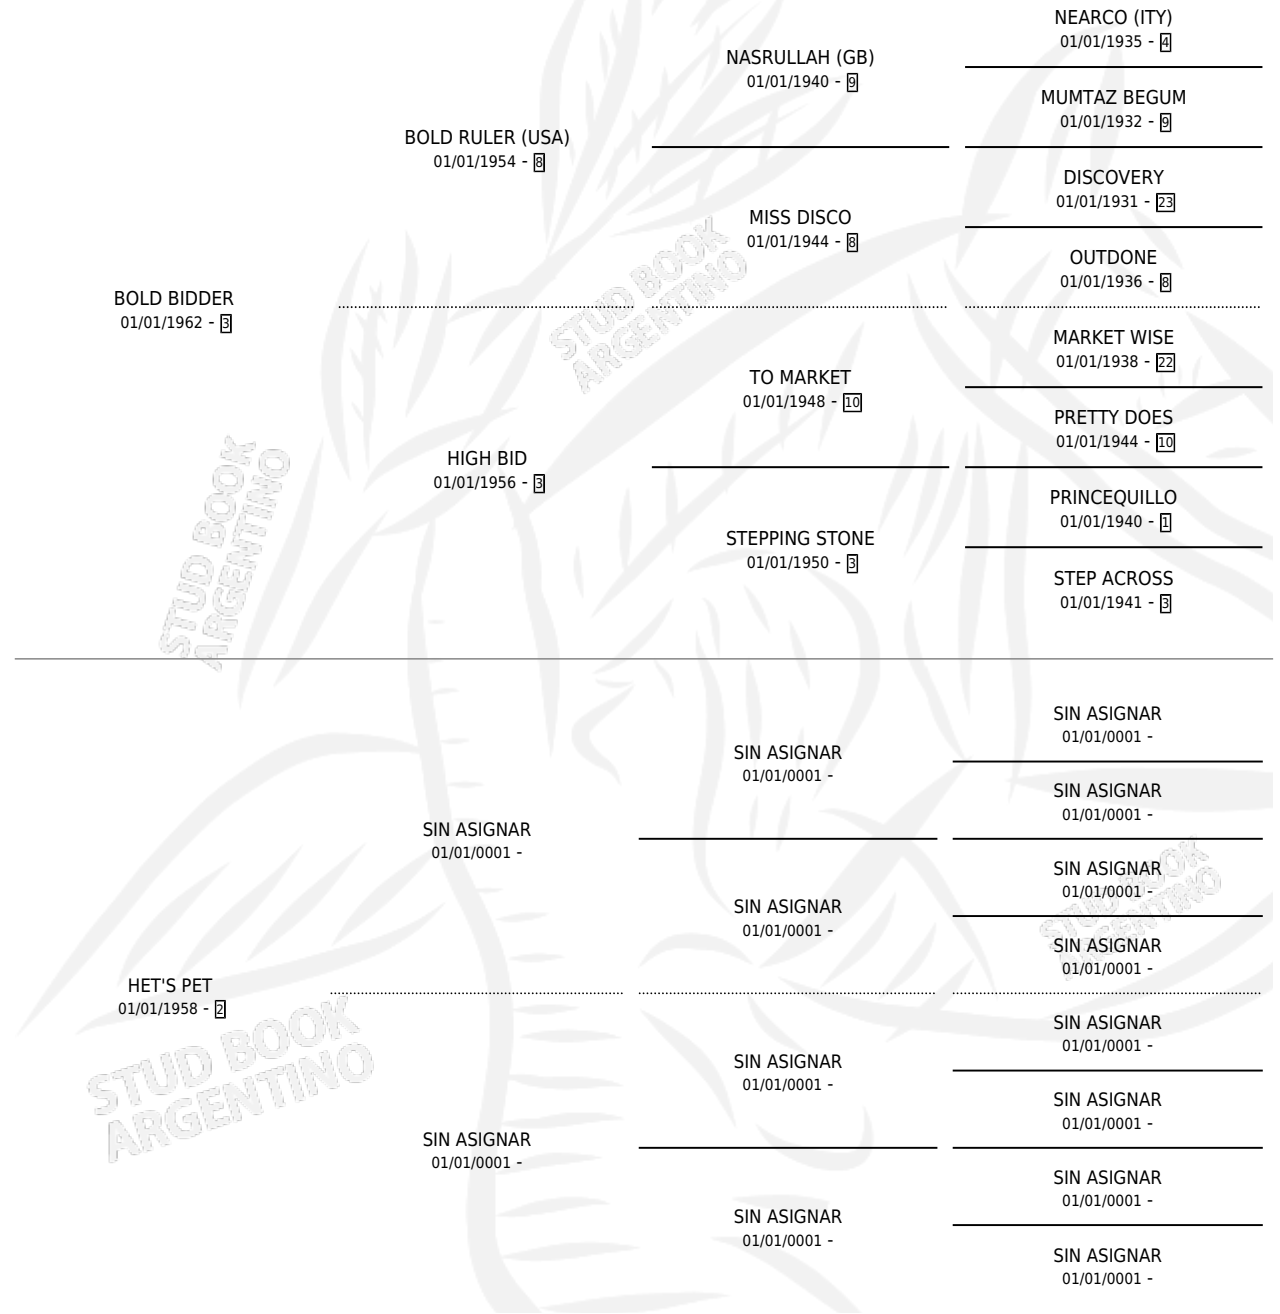 NEARCO (ITY)
01/01/1935 - 4
NASRULLAH (GB)
01/01/1940 - 9
MUMTAZ BEGUM
01/01/1932 - 9
BOLD RULER (USA)
01/01/1954 - 8
DISCOVERY
01/01/1931 - 23
MISS DISCO
01/01/1944 - 8
OUTDONE
01/01/1936 - 8
BOLD BIDDER
01/01/1962 - 3
STUD BOOK
ARGENTINO
MARKET WISE
01/01/1938 - 22
TO MARKET
01/01/1948 - 10
PRETTY DOES
01/01/1944 - 10
HIGH BID
01/01/1956 - 3
PRINCEQUILLO
01/01/1940 - 1
STEPPING STONE
01/01/1950 - 3
STEP ACROSS
01/01/1941 - 3
STUD BOOK
ARGENTINO
SIN ASIGNAR
01/01/0001 -
SIN ASIGNAR
01/01/0001 -
SIN ASIGNAR
01/01/0001 -
SIN ASIGNAR
01/01/0001 -
SIN ASIGNAR
01/01/0001 -
SIN ASIGNAR
01/01/0001 -
SIN ASIGNAR
01/01/0001 -
STUD BOOK
ARGENTINO
HET'S PET
01/01/1958 - 2
STUD BOOK
ARGENTINO
SIN ASIGNAR
01/01/0001 -
SIN ASIGNAR
01/01/0001 -
SIN ASIGNAR
01/01/0001 -
SIN ASIGNAR
01/01/0001 -
SIN ASIGNAR
01/01/0001 -
SIN ASIGNAR
01/01/0001 -
SIN ASIGNAR
01/01/0001 -